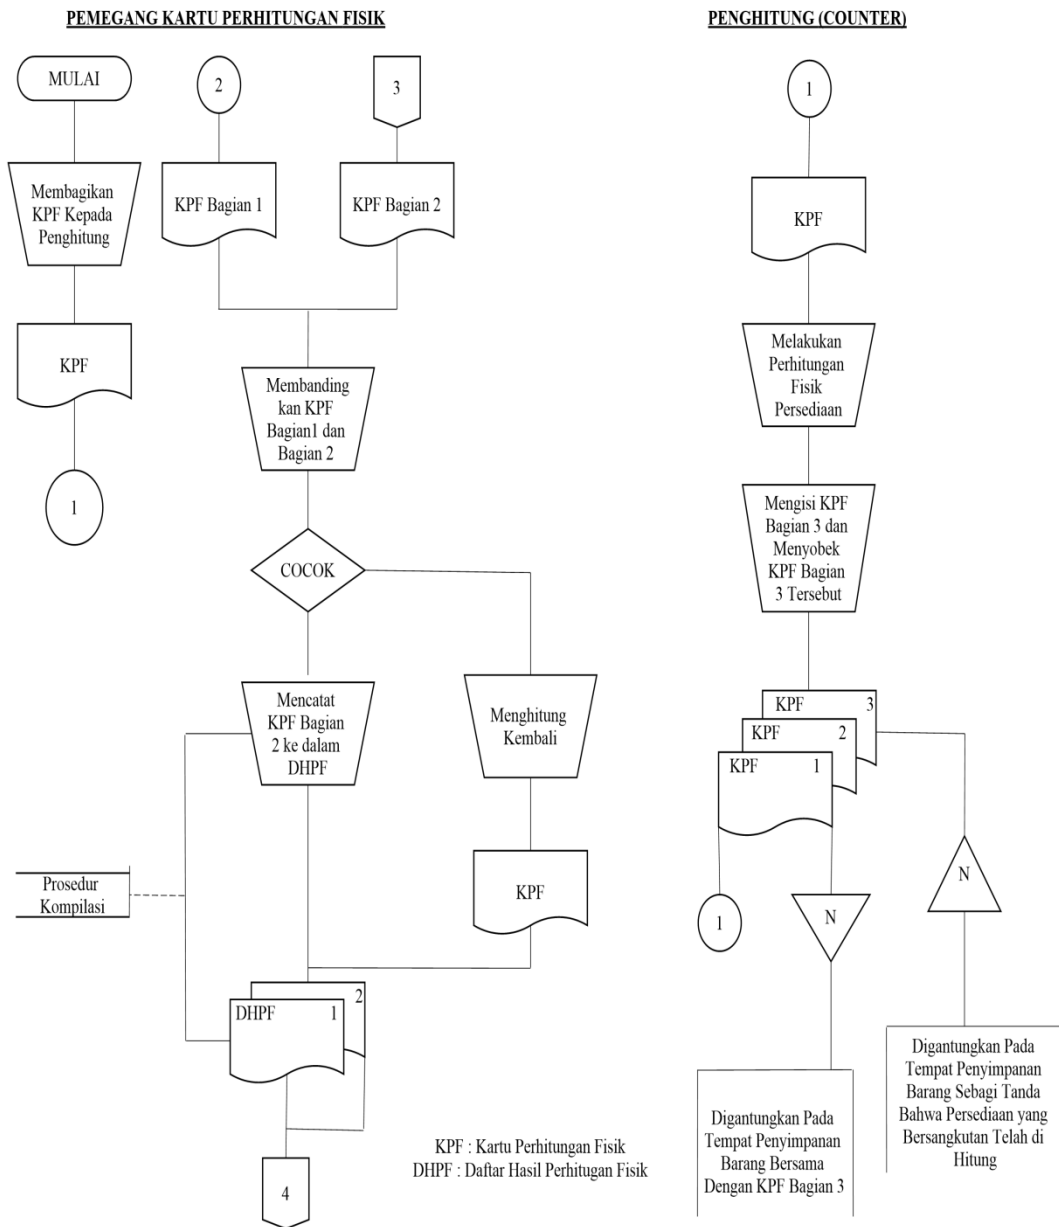 PEMEGANG KARTU PERHITUNGAN FISIK
MULAI
Membagikan
KPF Kepada
Penghitung
KPF
1
2
KPF Bagian 1
3
KPF Bagian 2
Membanding
kan KPF
Bagian1 dan
Bagian 2
COCOK
Mencatat
KPF Bagian
2 ke dalam
DHPF
Menghitung
Kembali
KPF
Prosedur
Kompilasi
2
DHPF 1
4
KPF : Kartu Perhitungan Fisik
DHPF : Daftar Hasil Perhitugan Fisik
PENGHITUNG (COUNTER)
1
KPF
Melakukan
Perhitungan
Fisik
Persediaan
Mengisi KPF
Bagian 3 dan
Menyobek
KPF Bagian
3 Tersebut
KPF 3
KPF 2
KPF 1
1
N
N
Digantungkan Pada
Tempat Penyimpanan
Barang Bersama
Dengan KPF Bagian 3
Digantungkan Pada
Tempat Penyimpanan
Barang Sebagi Tanda
Bahwa Persediaan yang
Bersangkutan Telah di
Hitung